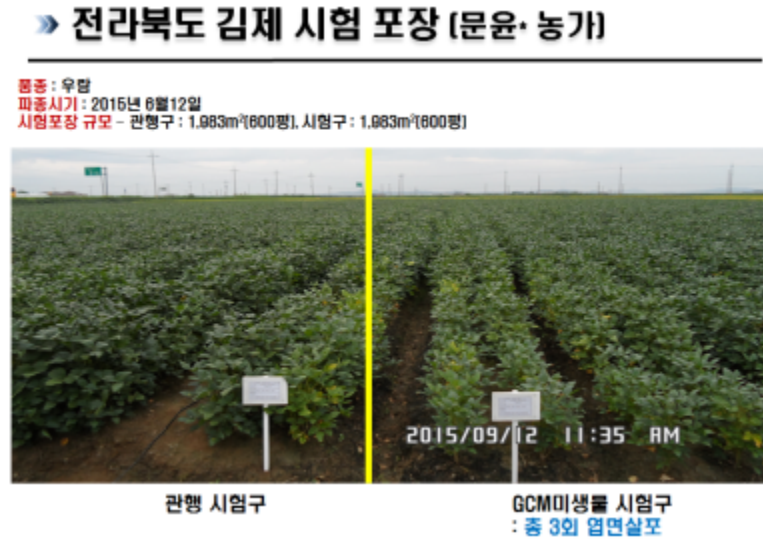 전라북도 김제 시험 포장 (문윤* 농가)
품종 : 우람
파종시기 : 2015년 6월12일
시험포장 규모 – 관행구 : 1,983m²(600평), 시험구 : 1,983m²(600평)
2015/09/12 11:35 AM
관행 시험구
GCM미생물 시험구
: 총 3회 엽면살포